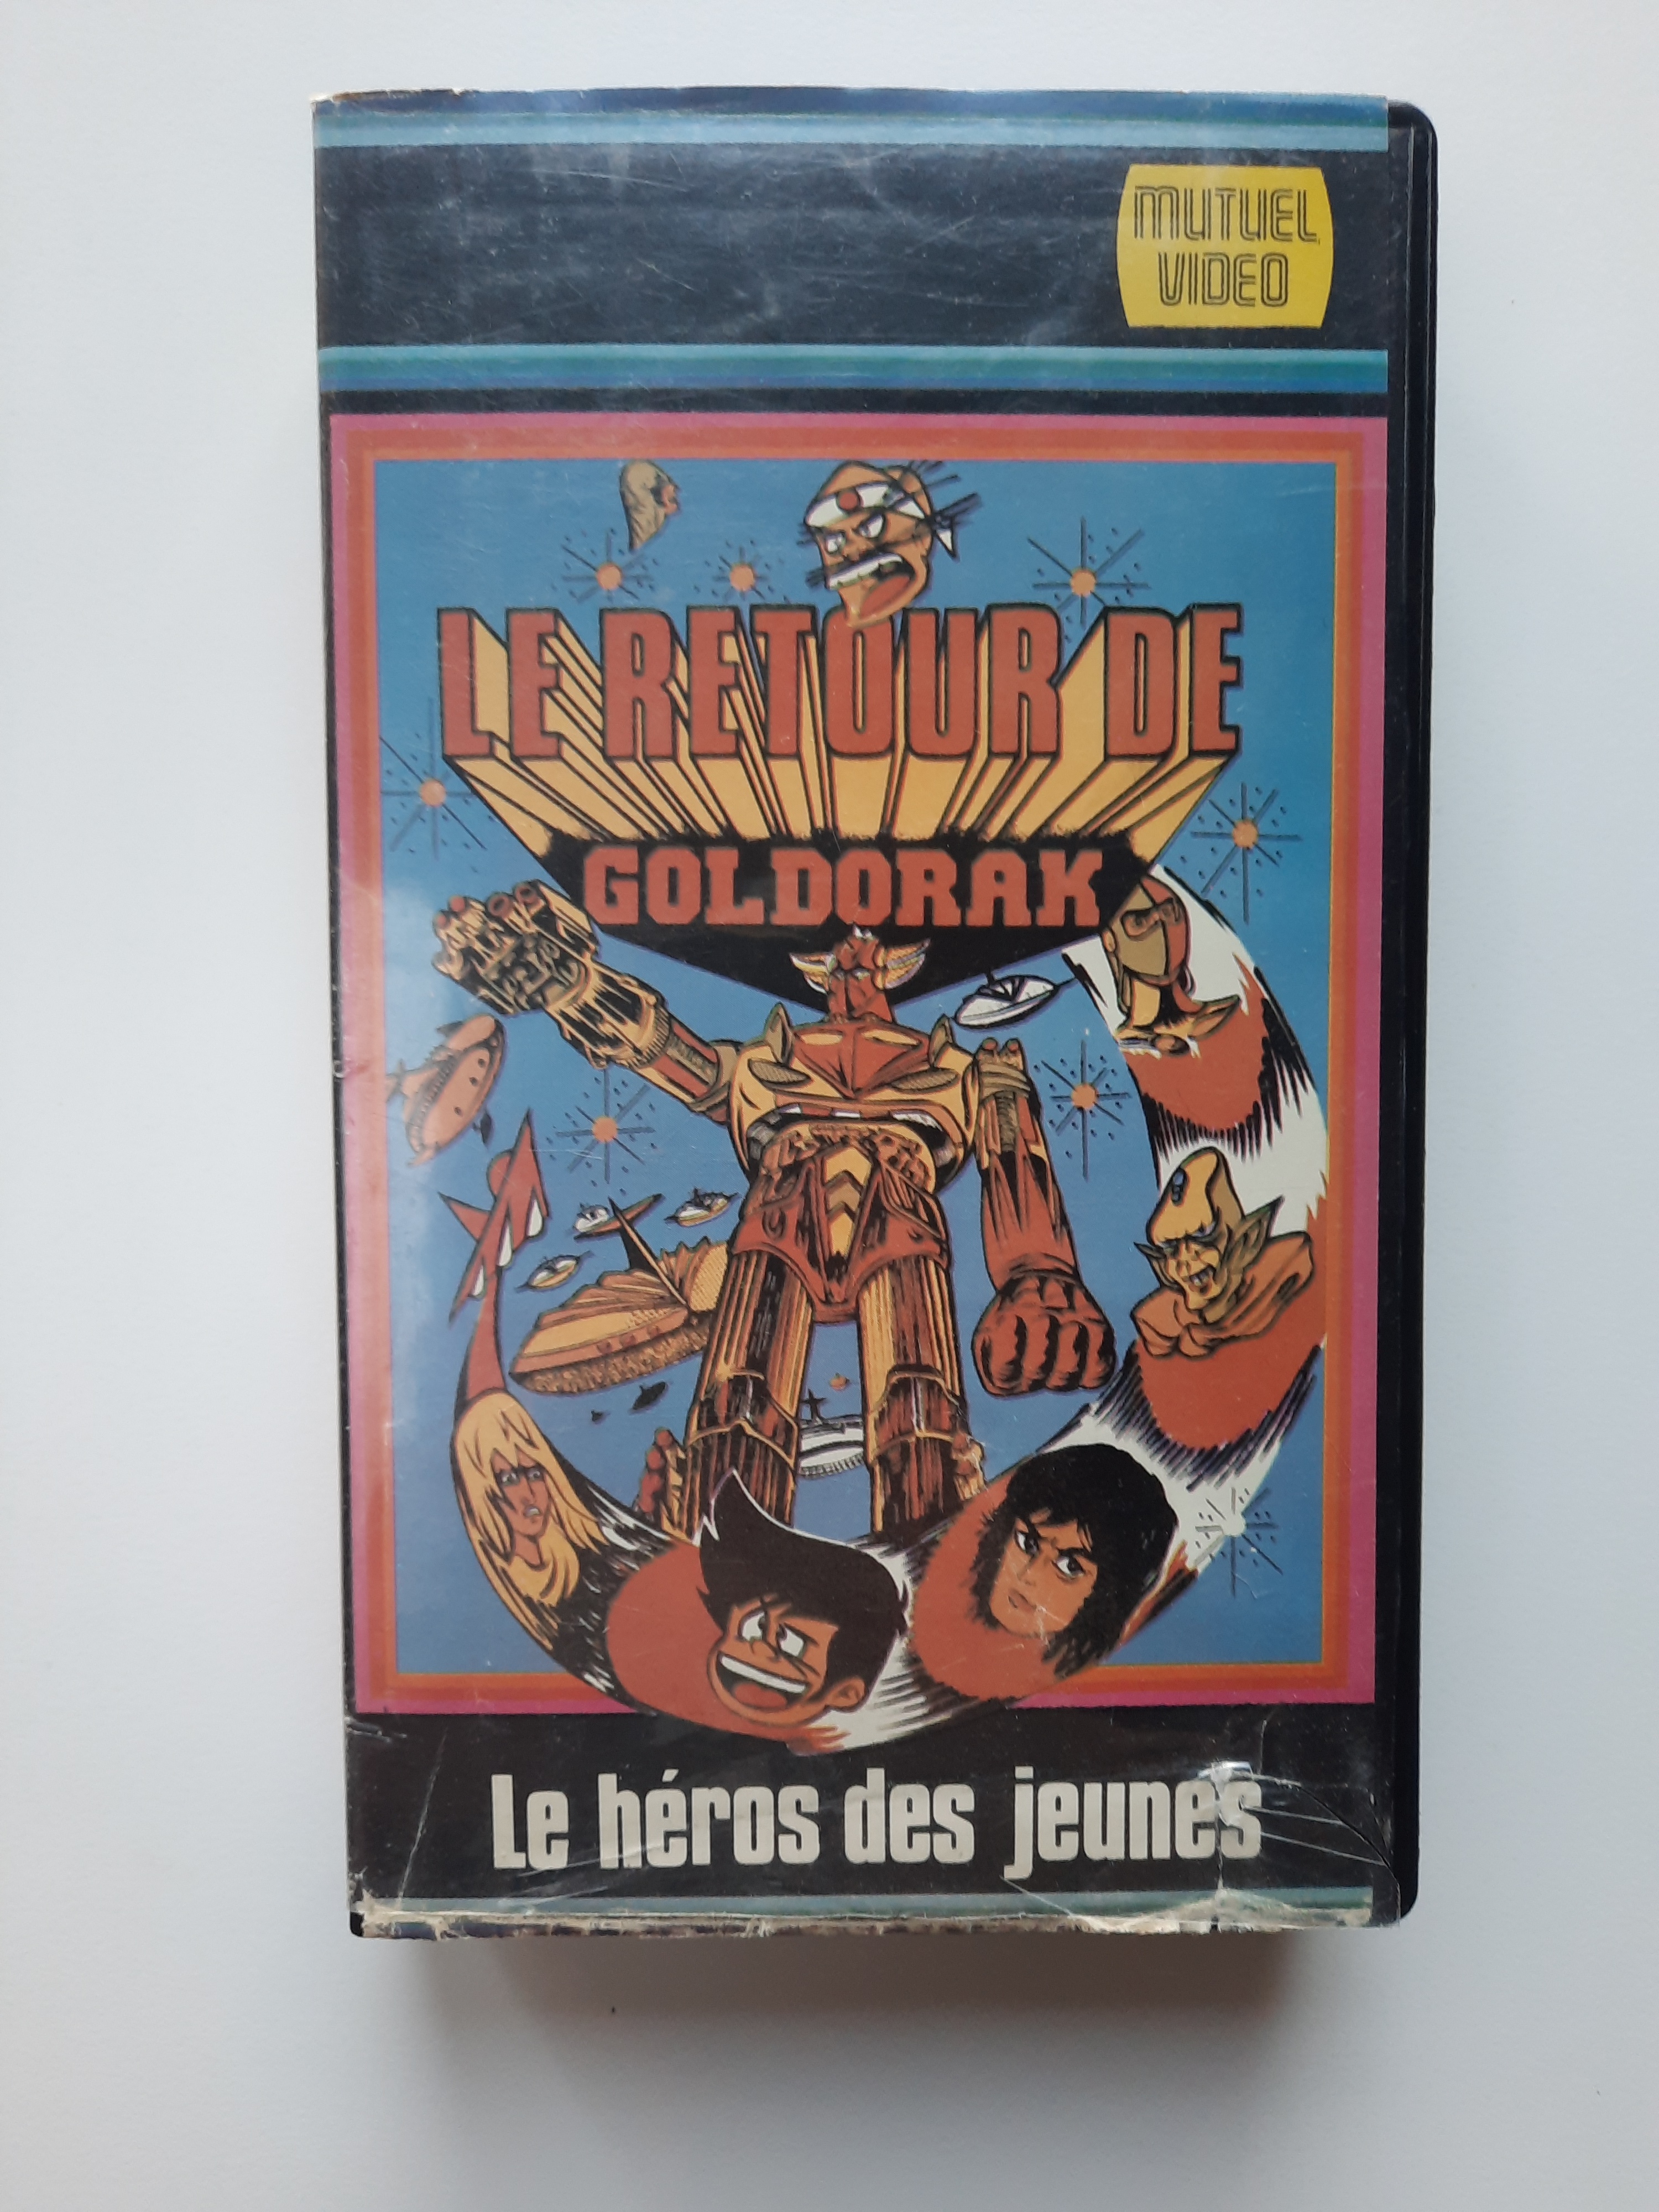 MUTUEL
VIDEO
LE RETOUR DE
GOLDORAK
Le héros des jeunes